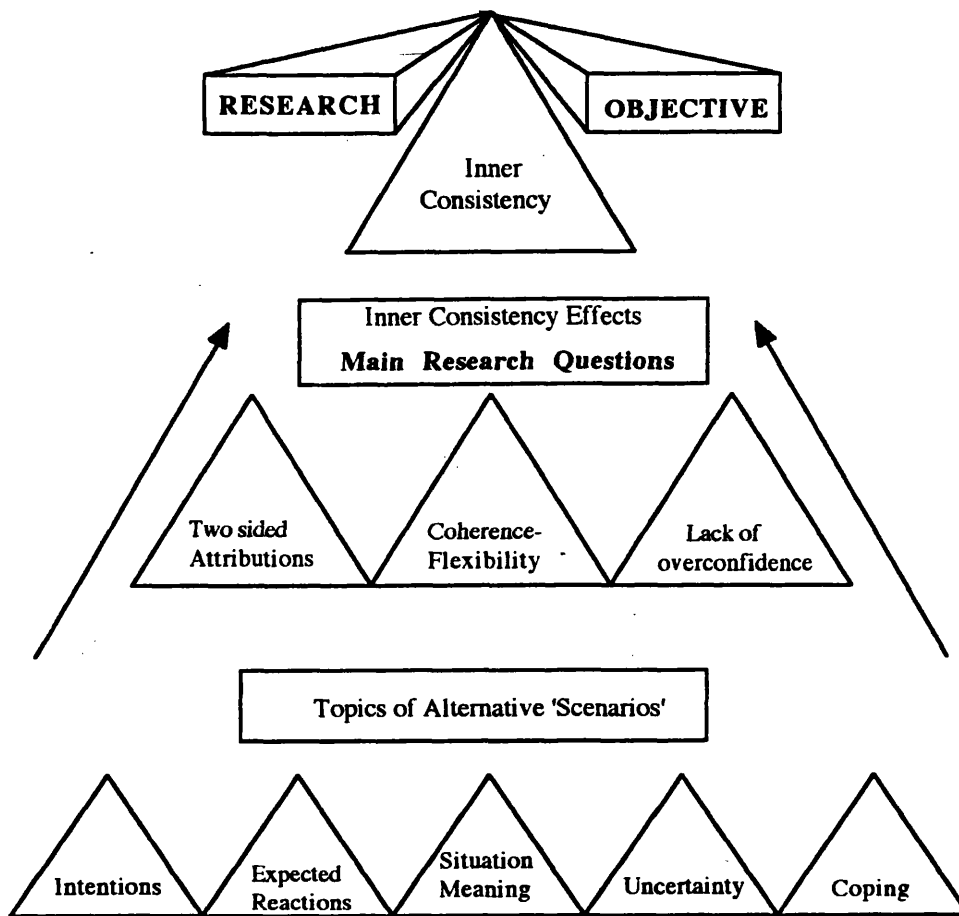 RESEARCH
OBJECTIVE
Inner
Consistency
Inner Consistency Effects
Main Research Questions
Two sided
Attributions
Coherence-
Flexibility
Lack of
overconfidence
Topics of Alternative 'Scenarios'
Intentions
Expected
Reactions
Situation
Meaning
Uncertainty
Coping